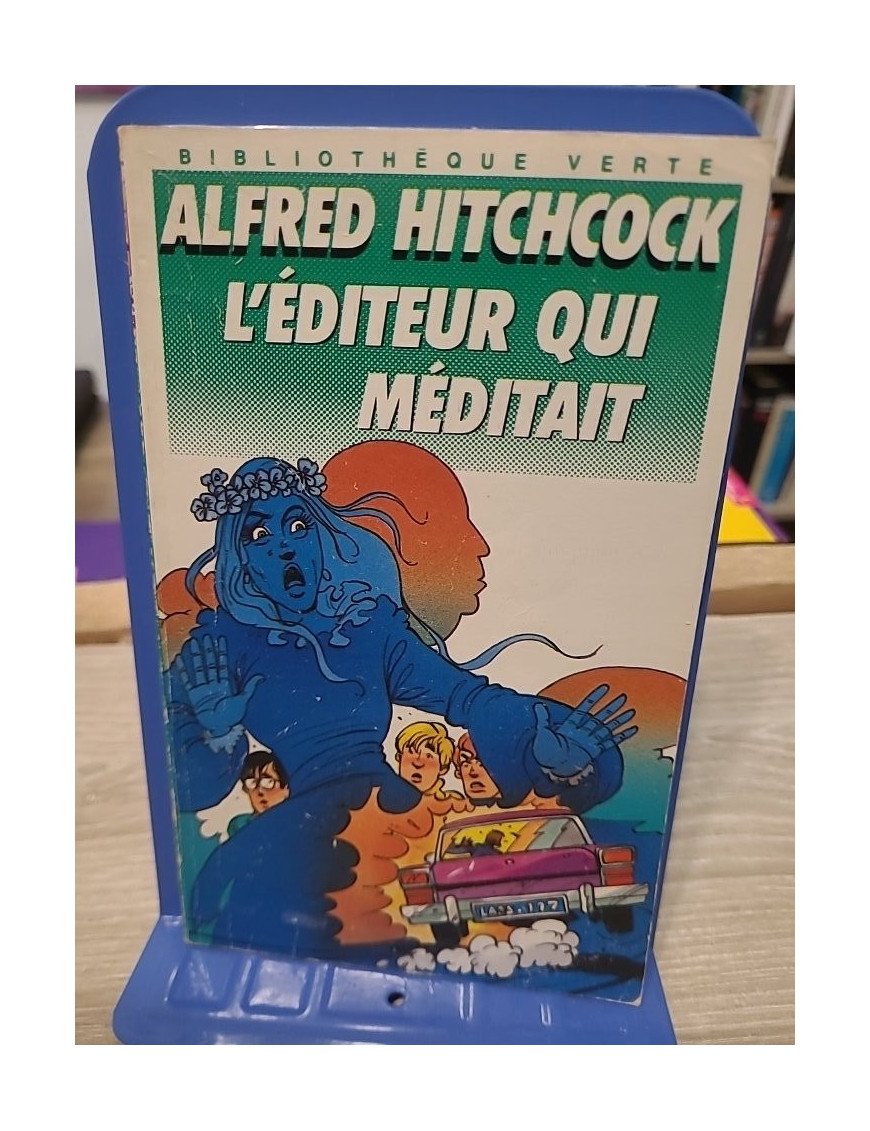 BIBLIOTHÈQUE VERTE
ALFRED HITCHCOCK
L'ÉDITEUR QUI
MÉDITAIT